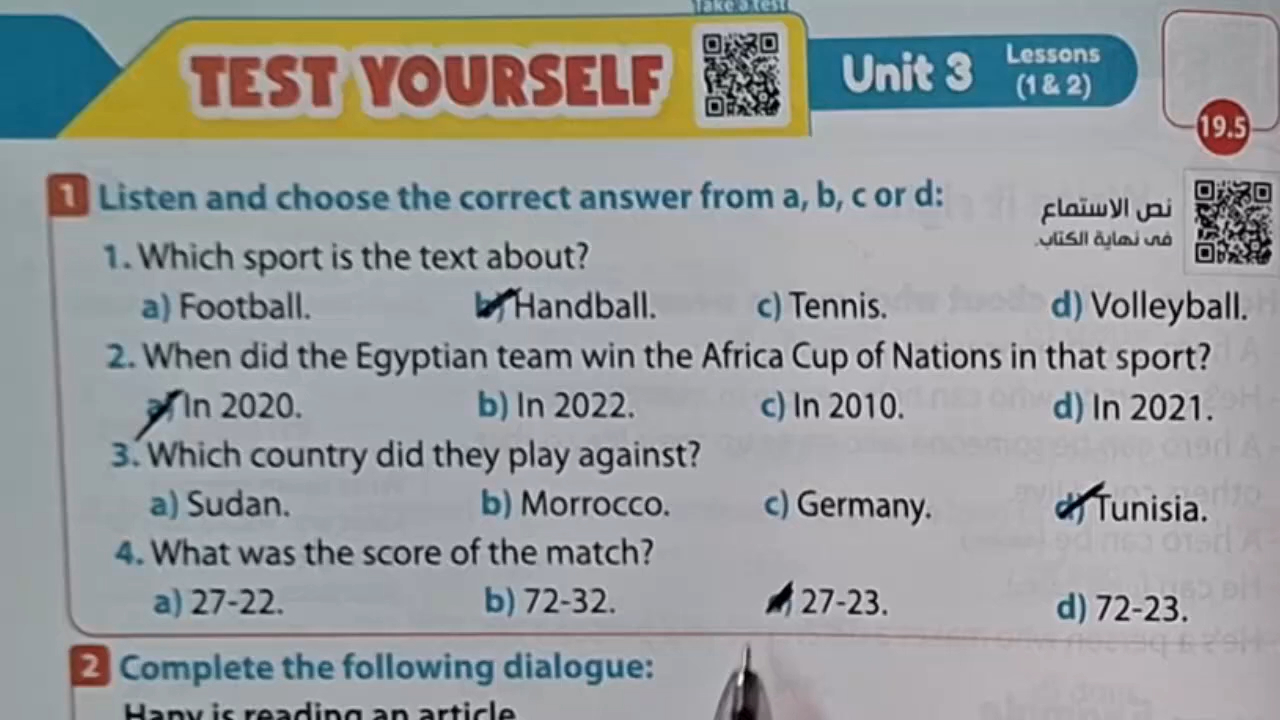 Take a test
TEST YOURSELF
Unit 3
Lessons
(1 & 2)
19.5
1 Listen and choose the correct answer from a, b, c or d:
نص الاستماع
فى نهاية الكتاب.
1. Which sport is the text about?
a) Football. b) Handball. c) Tennis. d) Volleyball.
2. When did the Egyptian team win the Africa Cup of Nations in that sport?
a) In 2020. b) In 2022. c) In 2010. d) In 2021.
3. Which country did they play against?
a) Sudan. b) Morrocco. c) Germany. d) Tunisia.
4. What was the score of the match?
a) 27-22. b) 72-32. c) 27-23. d) 72-23.
2 Complete the following dialogue:
Hany is reading an article